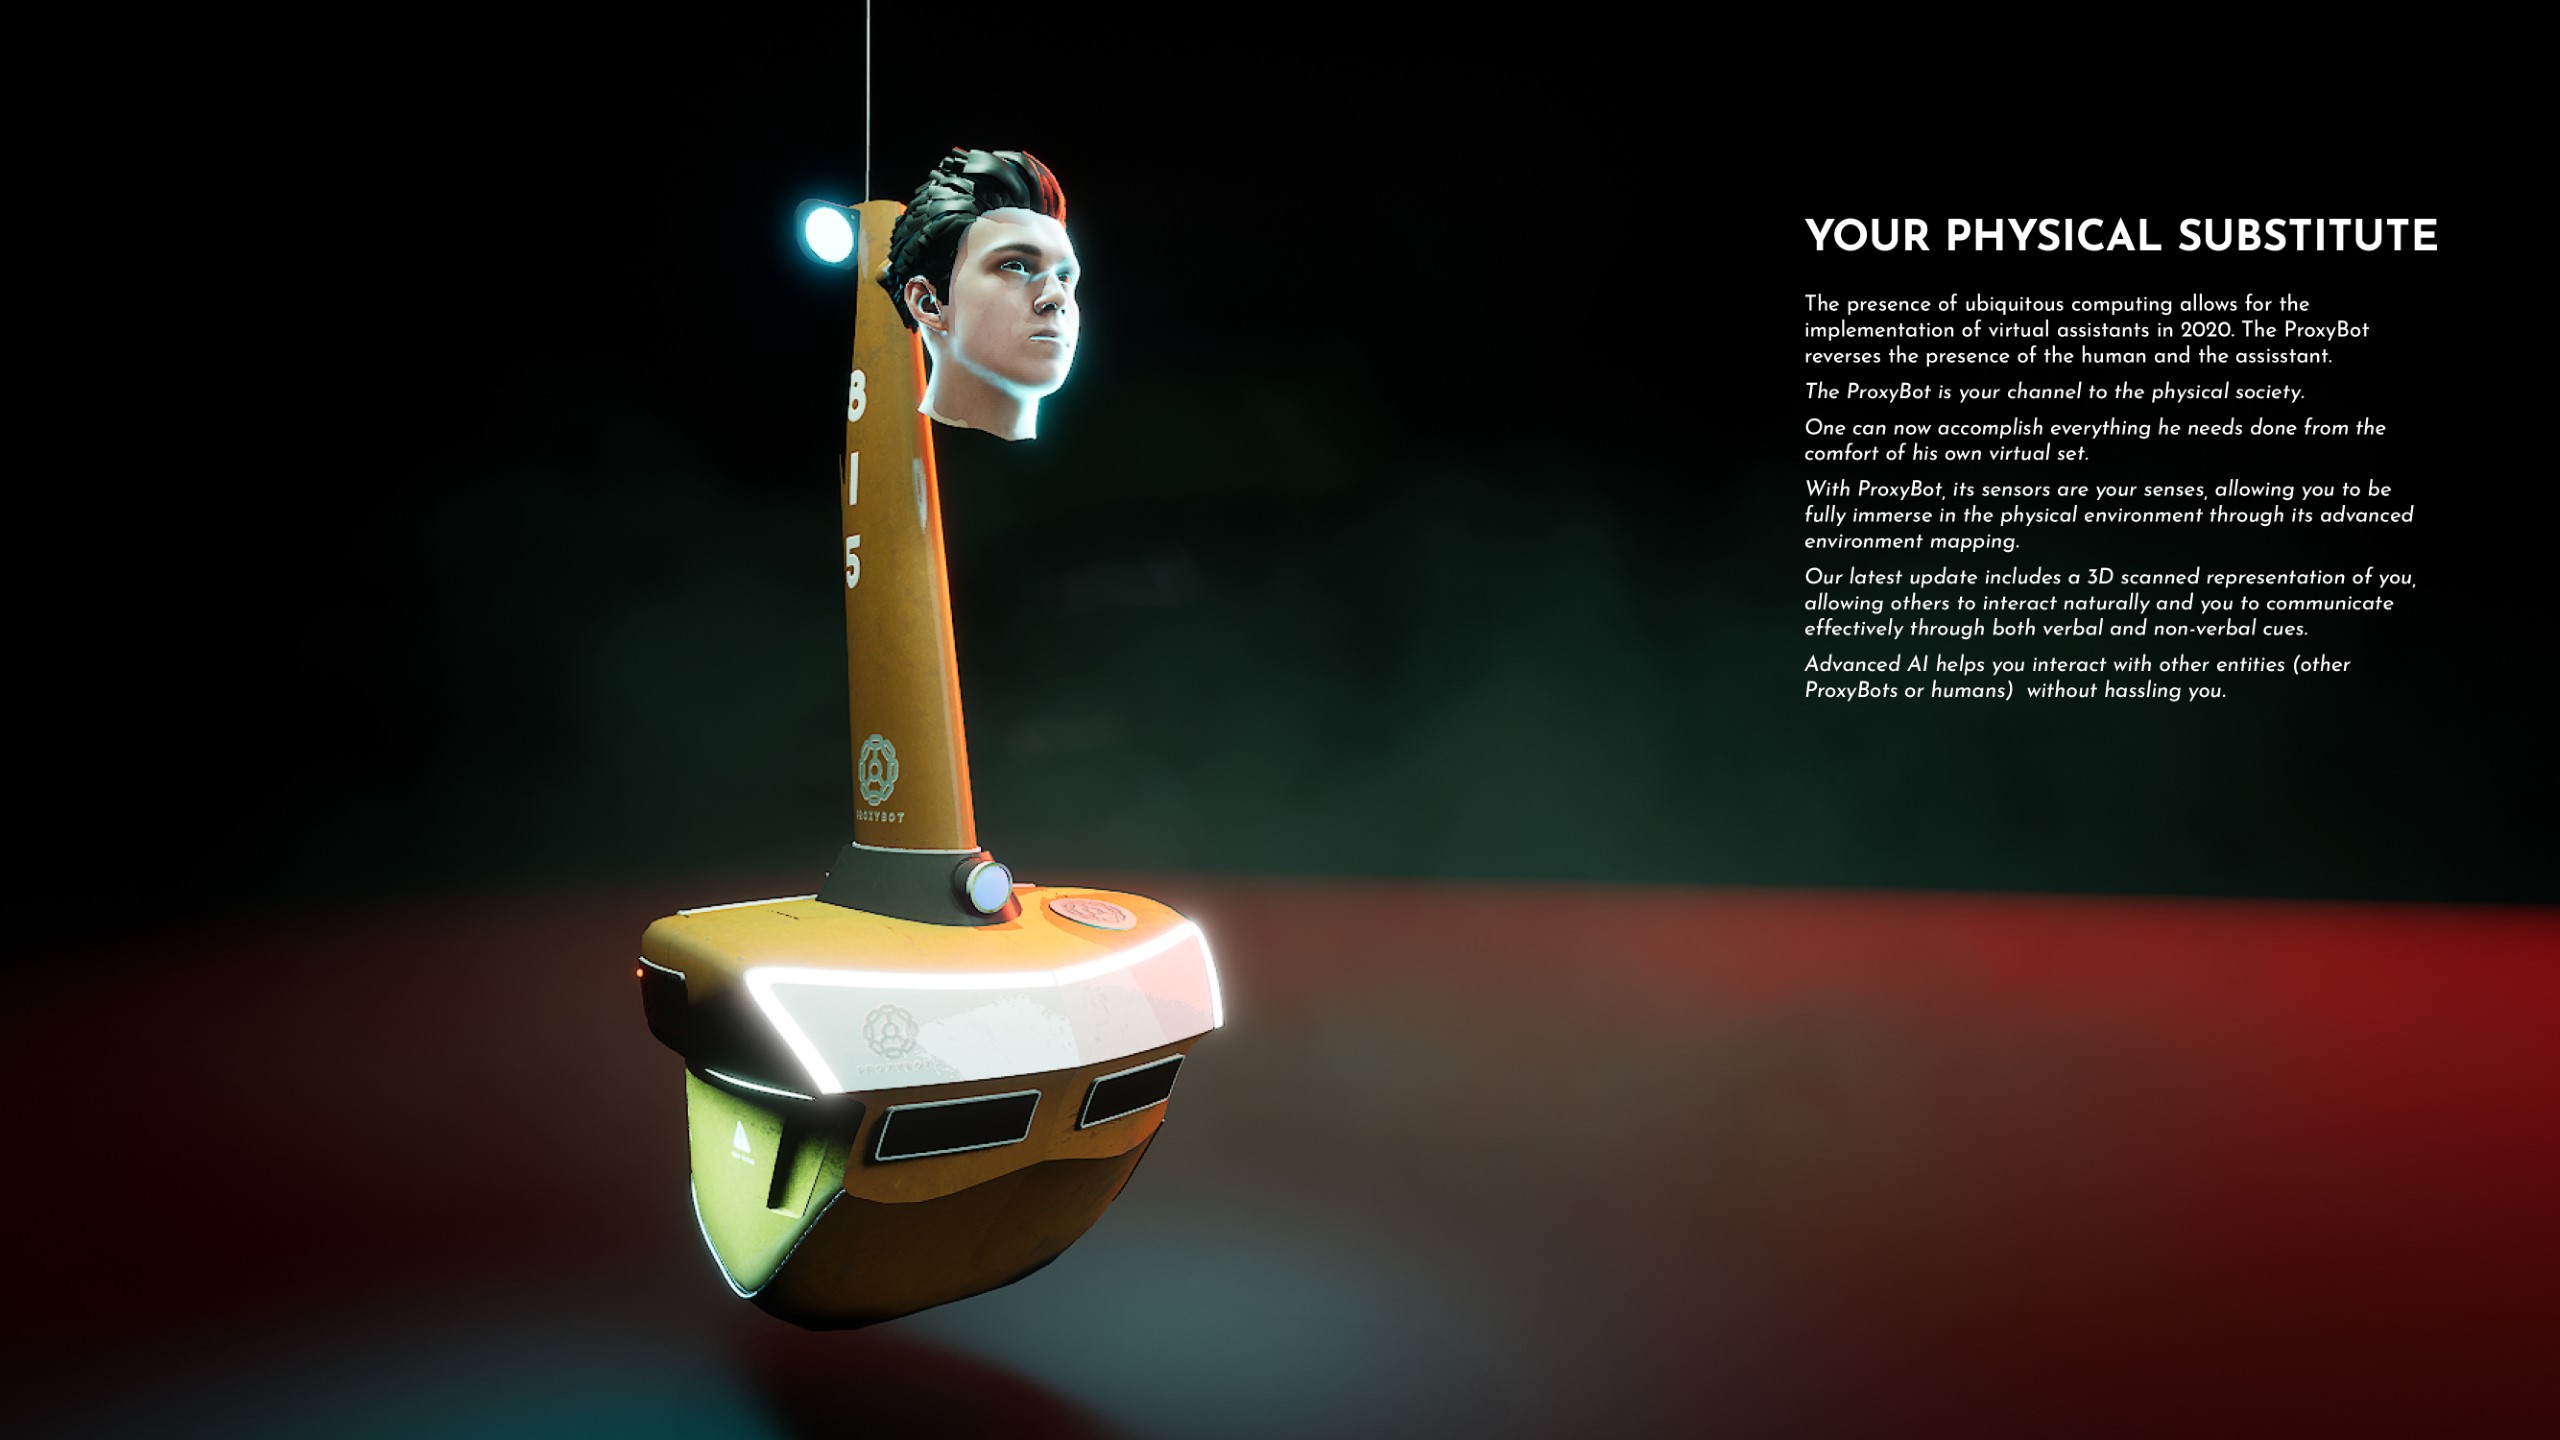 YOUR PHYSICAL SUBSTITUTE
The presence of ubiquitous computing allows for the
implementation of virtual assistants in 2020. The ProxyBot
reverses the presence of the human and the assisstant.
The ProxyBot is your channel to the physical society.
One can now accomplish everything he needs done from the
comfort of his own virtual set.
With ProxyBot, its sensors are your senses, allowing you to be
fully immerse in the physical environment through its advanced
environment mapping.
Our latest update includes a 3D scanned representation of you,
allowing others to interact naturally and you to communicate
effectively through both verbal and non-verbal cues.
Advanced AI helps you interact with other entities (other
ProxyBots or humans)  without hassling you.
8
1
5
PROXYBOT
PROXYBOT